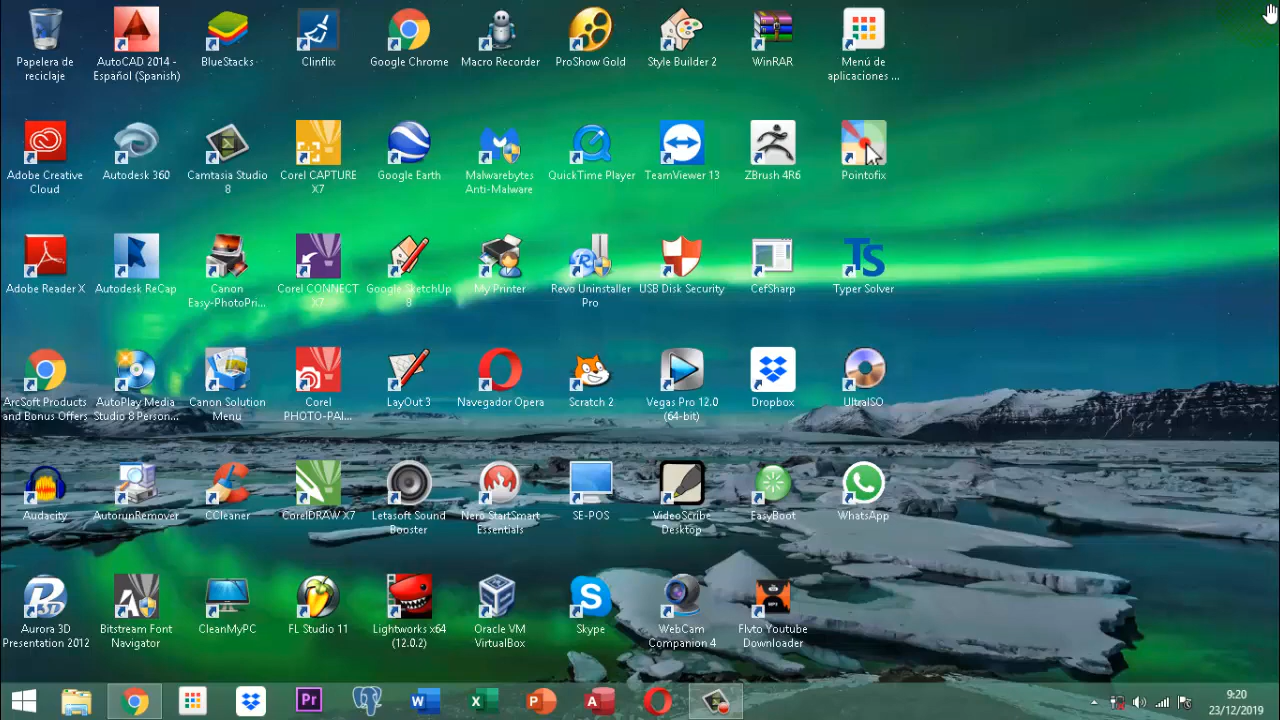 Papelera de
reciclaje
AutoCAD 2014 -
Español (Spanish)
BlueStacks
Clinflix
Google Chrome
Macro Recorder
ProShow Gold
Style Builder 2
WinRAR
Menú de
aplicaciones ...
Adobe Creative
Cloud
Autodesk 360
Camtasia Studio
8
Corel CAPTURE
X7
Google Earth
Malwarebytes
Anti-Malware
QuickTime Player
TeamViewer 13
ZBrush 4R6
Pointofix
Adobe Reader X
Autodesk ReCap
Canon
Easy-PhotoPri...
Corel CONNECT
X7
Google SketchUp
8
My Printer
Revo Uninstaller
Pro
USB Disk Security
CefSharp
TS
Typer Solver
ArcSoft Products
and Bonus Offers
AutoPlay Media
Studio 8 Person...
Canon Solution
Menu
Corel
PHOTO-PAI...
LayOut 3
Navegador Opera
Scratch 2
Vegas Pro 12.0
(64-bit)
Dropbox
UltraISO
Audacity
AutorunRemover
CCleaner
CorelDRAW X7
Letasoft Sound
Booster
Nero StartSmart
Essentials
SE-POS
VideoScribe
Desktop
EasyBoot
WhatsApp
Aurora 3D
Presentation 2012
Bitstream Font
Navigator
CleanMyPC
FL Studio 11
Lightworks x64
(12.0.2)
Oracle VM
VirtualBox
Skype
WebCam
Companion 4
Flvto Youtube
Downloader
Pr
W
X
P
A
9:20
23/12/2019